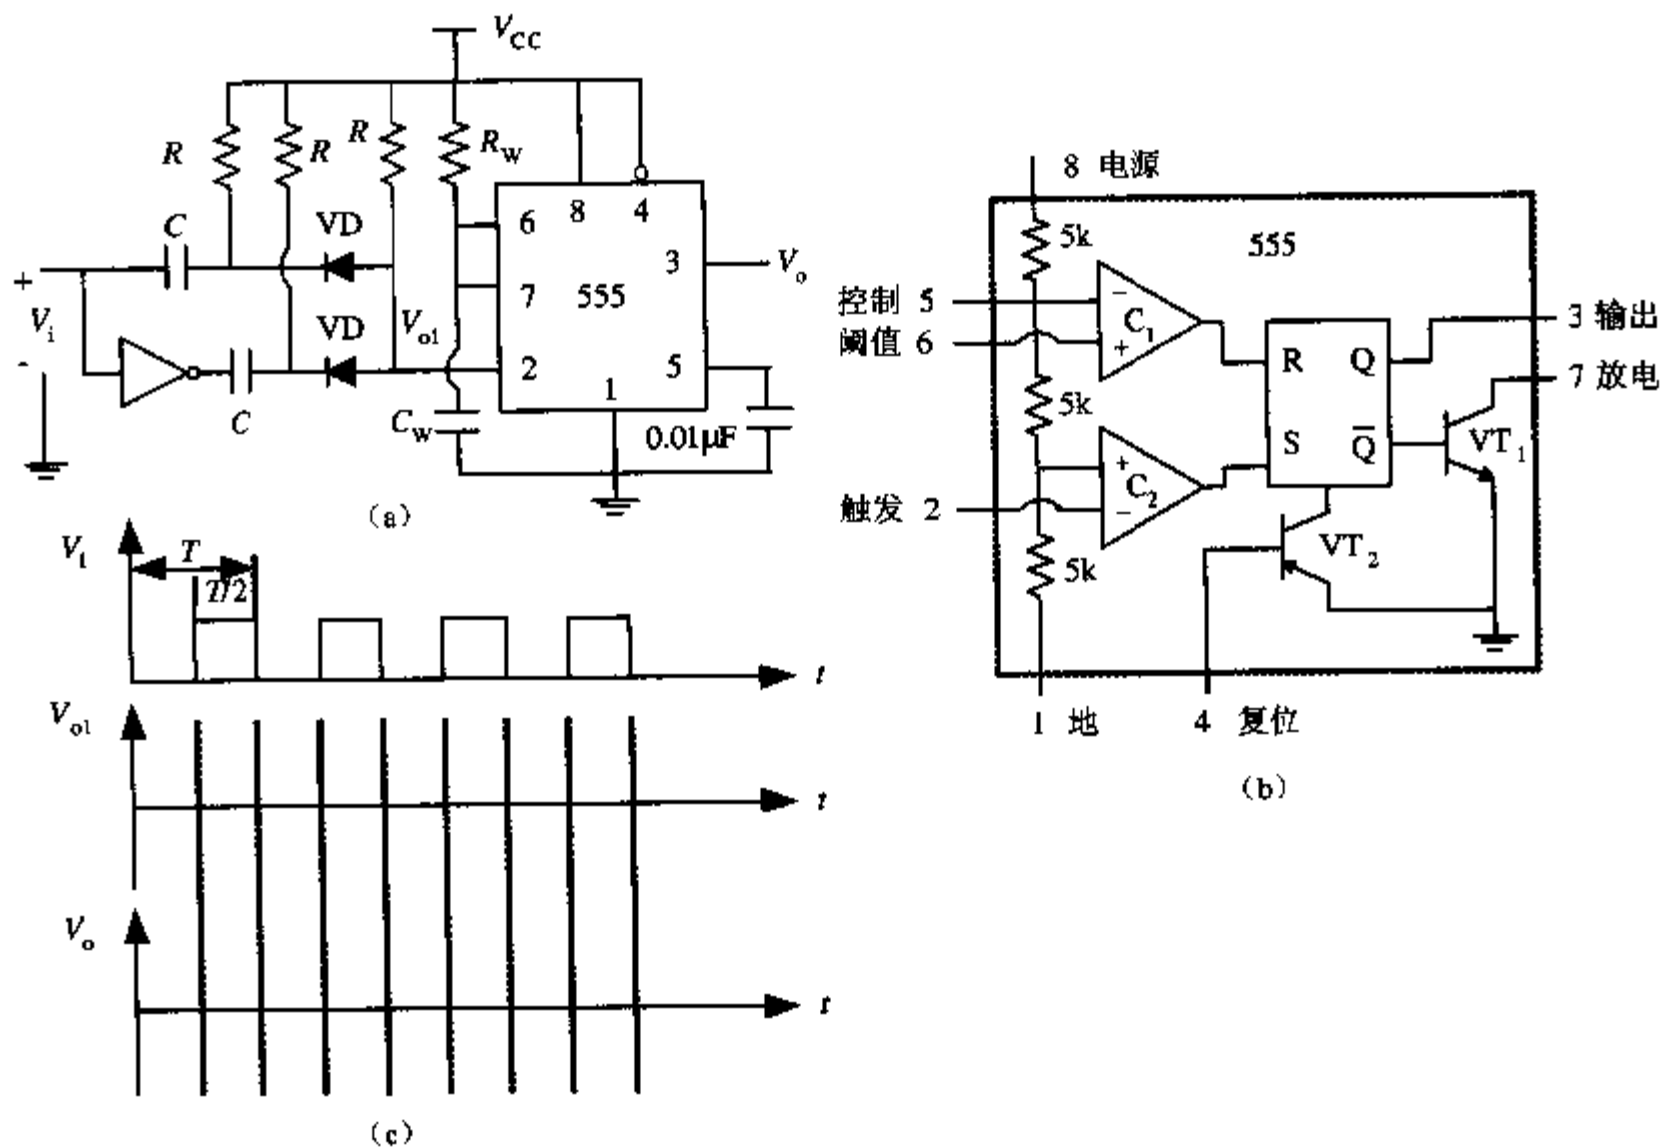 V_CC
R
R
R
R_W
C
VD
6
8
4
+
V_i
-
7
555
3
V_o
VD
V_o1
2
5
1
C
C_W
0.01μF
(a)
8 电源
5k
555
控制 5
阈值 6
-
C_1
+
R
Q
3 输出
7 放电
5k
S
Q̅
VT_1
+
C_2
-
触发 2
VT_2
5k
1 地
4 复位
(b)
V_i
T
T/2
t
V_o1
t
V_o
t
(c)